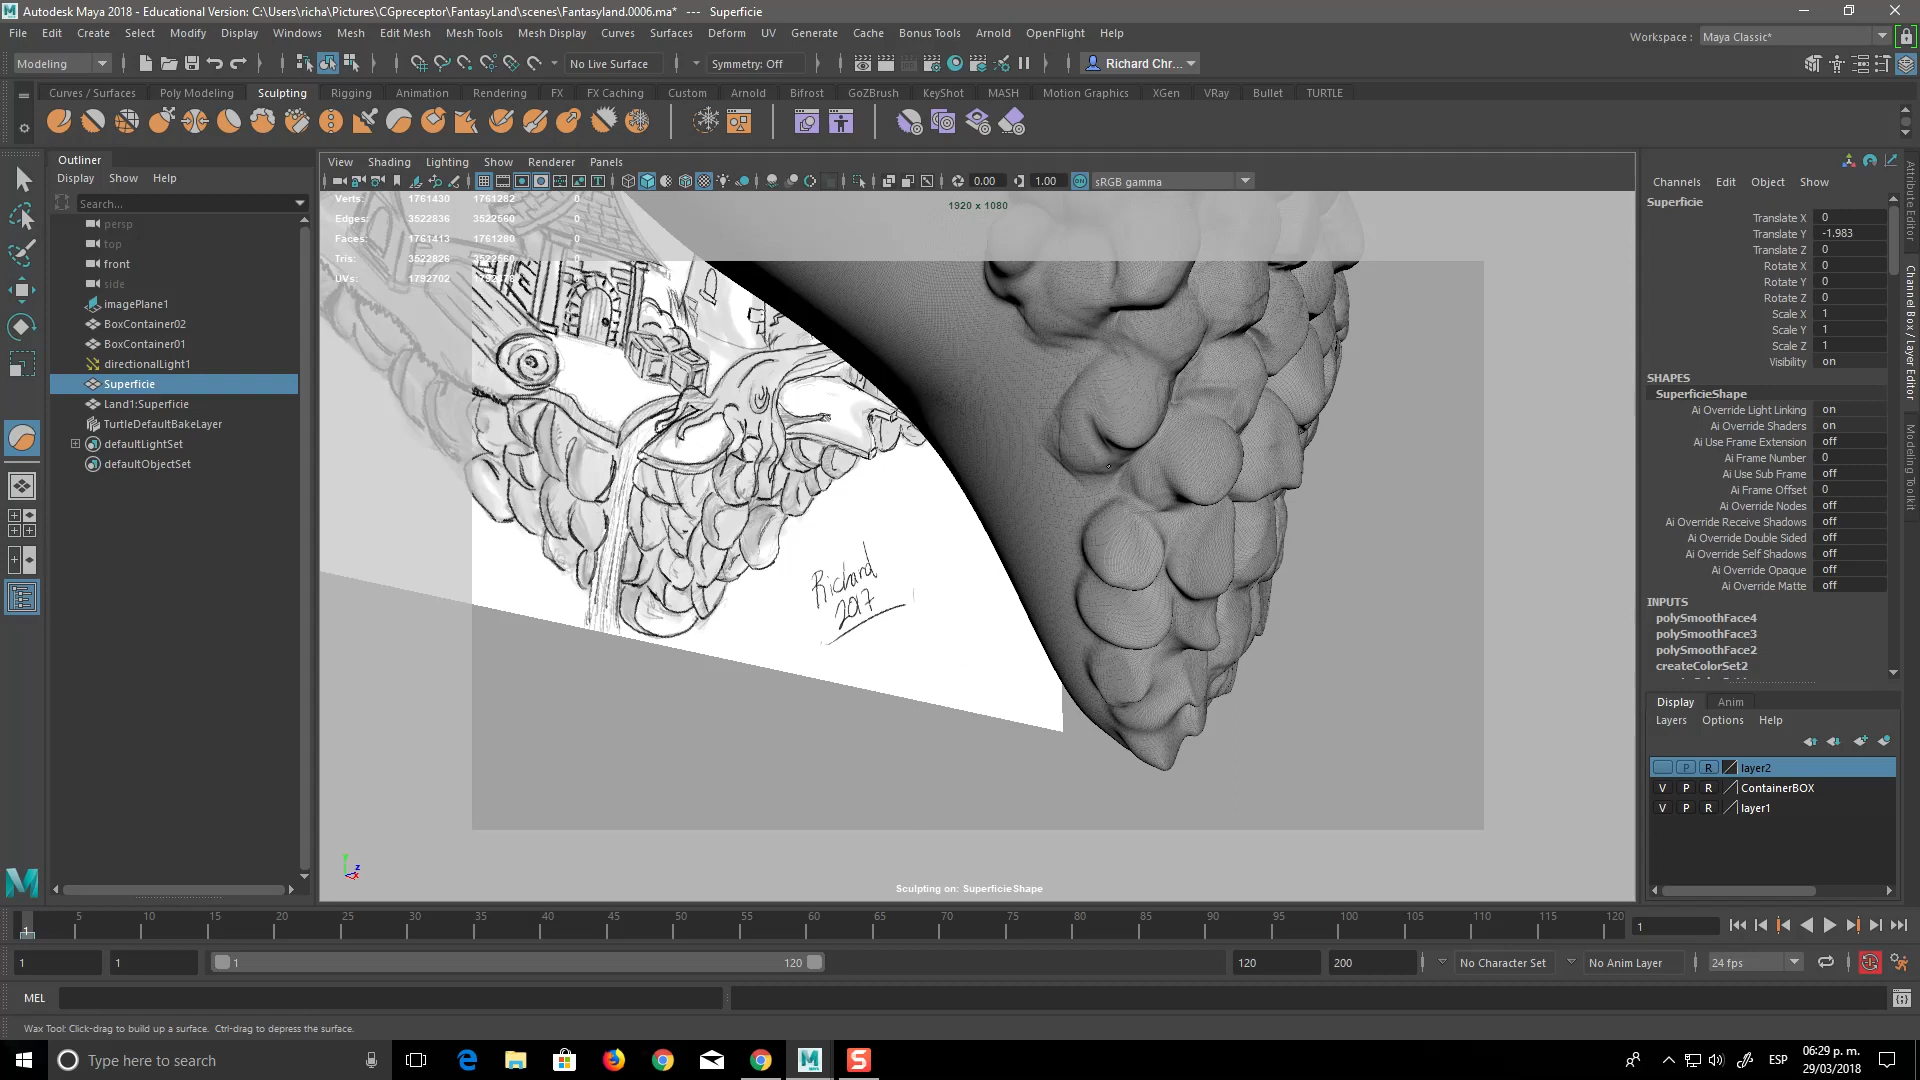 Autodesk Maya 2018 - Educational Version: C:\Users\richa\Pictures\CGpreceptor\FantasyLand\scenes\Fantasyland.0006.ma* --- Superficie
File Edit Create Select Modify Display Windows Mesh Edit Mesh Mesh Tools Mesh Display Curves Surfaces Deform UV Generate Cache Bonus Tools Arnold OpenFlight Help
Workspace : Maya Classic*
Modeling No Live Surface Symmetry: Off Richard Chr...
Curves / Surfaces Poly Modeling Sculpting Rigging Animation Rendering FX FX Caching Custom Arnold Bifrost GoZBrush KeyShot MASH Motion Graphics XGen VRay Bullet TURTLE
Outliner
Display Show Help
Search...
persp
top
front
side
imagePlane1
BoxContainer02
BoxContainer01
directionalLight1
Superficie
Land1:Superficie
TurtleDefaultBakeLayer
defaultLightSet
defaultObjectSet
View Shading Lighting Show Renderer Panels
0.00 1.00 ON sRGB gamma
Verts: 1761430 1761282 0
Edges: 3522836 3522560 0
Faces: 1761413 1761280 0
Tris: 3522826 3522560 0
UVs: 1792702 0
1920 x 1080
Richard
2017
Sculpting on: SuperficieShape
Channels Edit Object Show
Superficie
Translate X 0
Translate Y -1.983
Translate Z 0
Rotate X 0
Rotate Y 0
Rotate Z 0
Scale X 1
Scale Y 1
Scale Z 1
Visibility on
SHAPES
SuperficieShape
Ai Override Light Linking on
Ai Override Shaders on
Ai Use Frame Extension off
Ai Frame Number 0
Ai Use Sub Frame off
Ai Frame Offset 0
Ai Override Nodes off
Ai Override Receive Shadows off
Ai Override Double Sided off
Ai Override Self Shadows off
Ai Override Opaque off
Ai Override Matte off
INPUTS
polySmoothFace4
polySmoothFace3
polySmoothFace2
createColorSet2
Display Anim
Layers Options Help
P R layer2
V P R ContainerBOX
V P R layer1
Attribute Editor
Channel Box / Layer Editor
Modeling Toolkit
1 5 10 15 20 25 30 35 40 45 50 55 60 65 70 75 80 85 90 95 100 105 110 115 120 1
1 1 1 120 120 200 No Character Set No Anim Layer 24 fps
MEL
Wax Tool: Click-drag to build up a surface. Ctrl-drag to depress the surface.
Type here to search
ESP
06:29 p. m.
29/03/2018